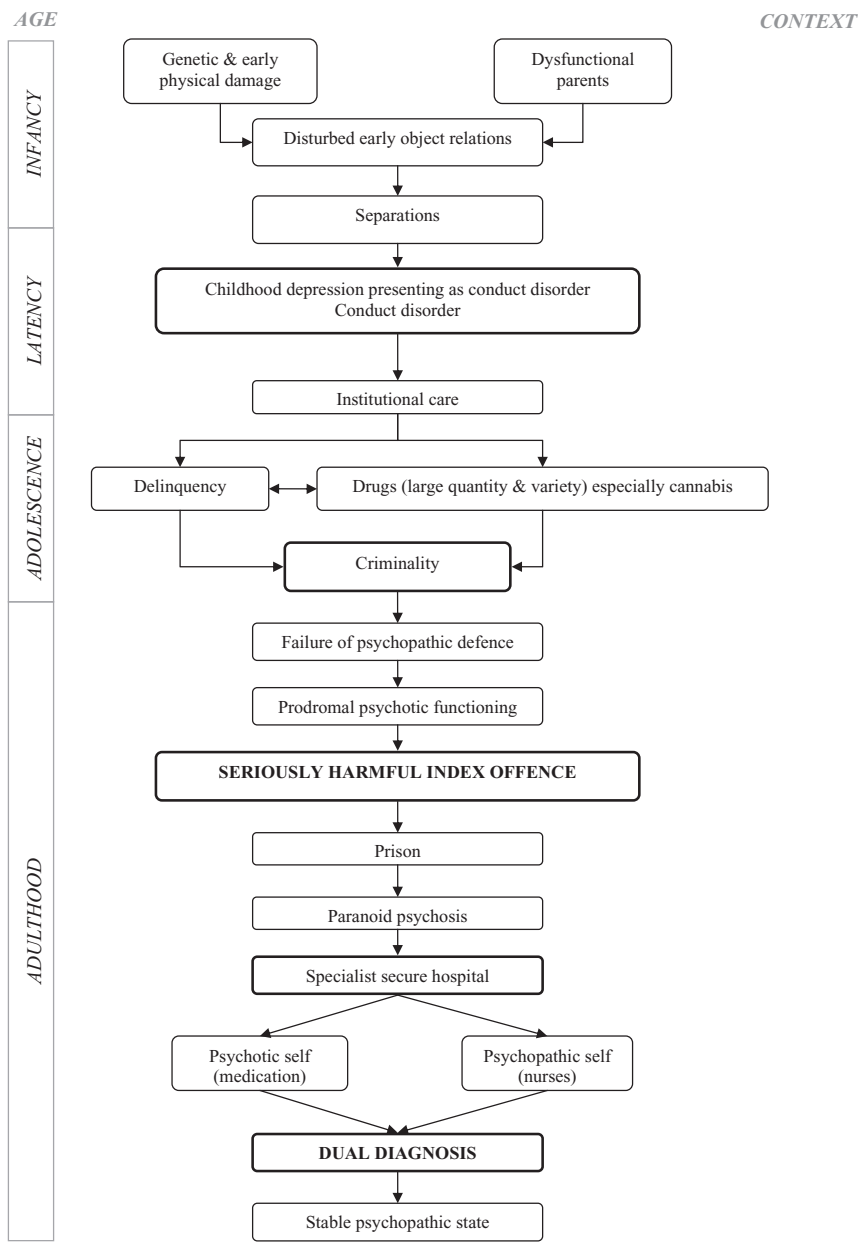 AGE
CONTEXT
INFANCY
Genetic & early
physical damage
Dysfunctional
parents
Disturbed early object relations
Separations
LATENCY
Childhood depression presenting as conduct disorder
Conduct disorder
Institutional care
ADOLESCENCE
Delinquency
Drugs (large quantity & variety) especially cannabis
Criminality
ADULTHOOD
Failure of psychopathic defence
Prodromal psychotic functioning
SERIOUSLY HARMFUL INDEX OFFENCE
Prison
Paranoid psychosis
Specialist secure hospital
Psychotic self
(medication)
Psychopathic self
(nurses)
DUAL DIAGNOSIS
Stable psychopathic state